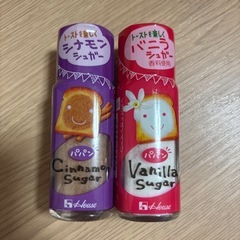 トーストを楽しく
シナモン
シュガー
パパン
Cinnamon
Sugar
House
トーストを楽しく
バニラ
シュガー
香料使用
パパン
Vanilla
Sugar
House